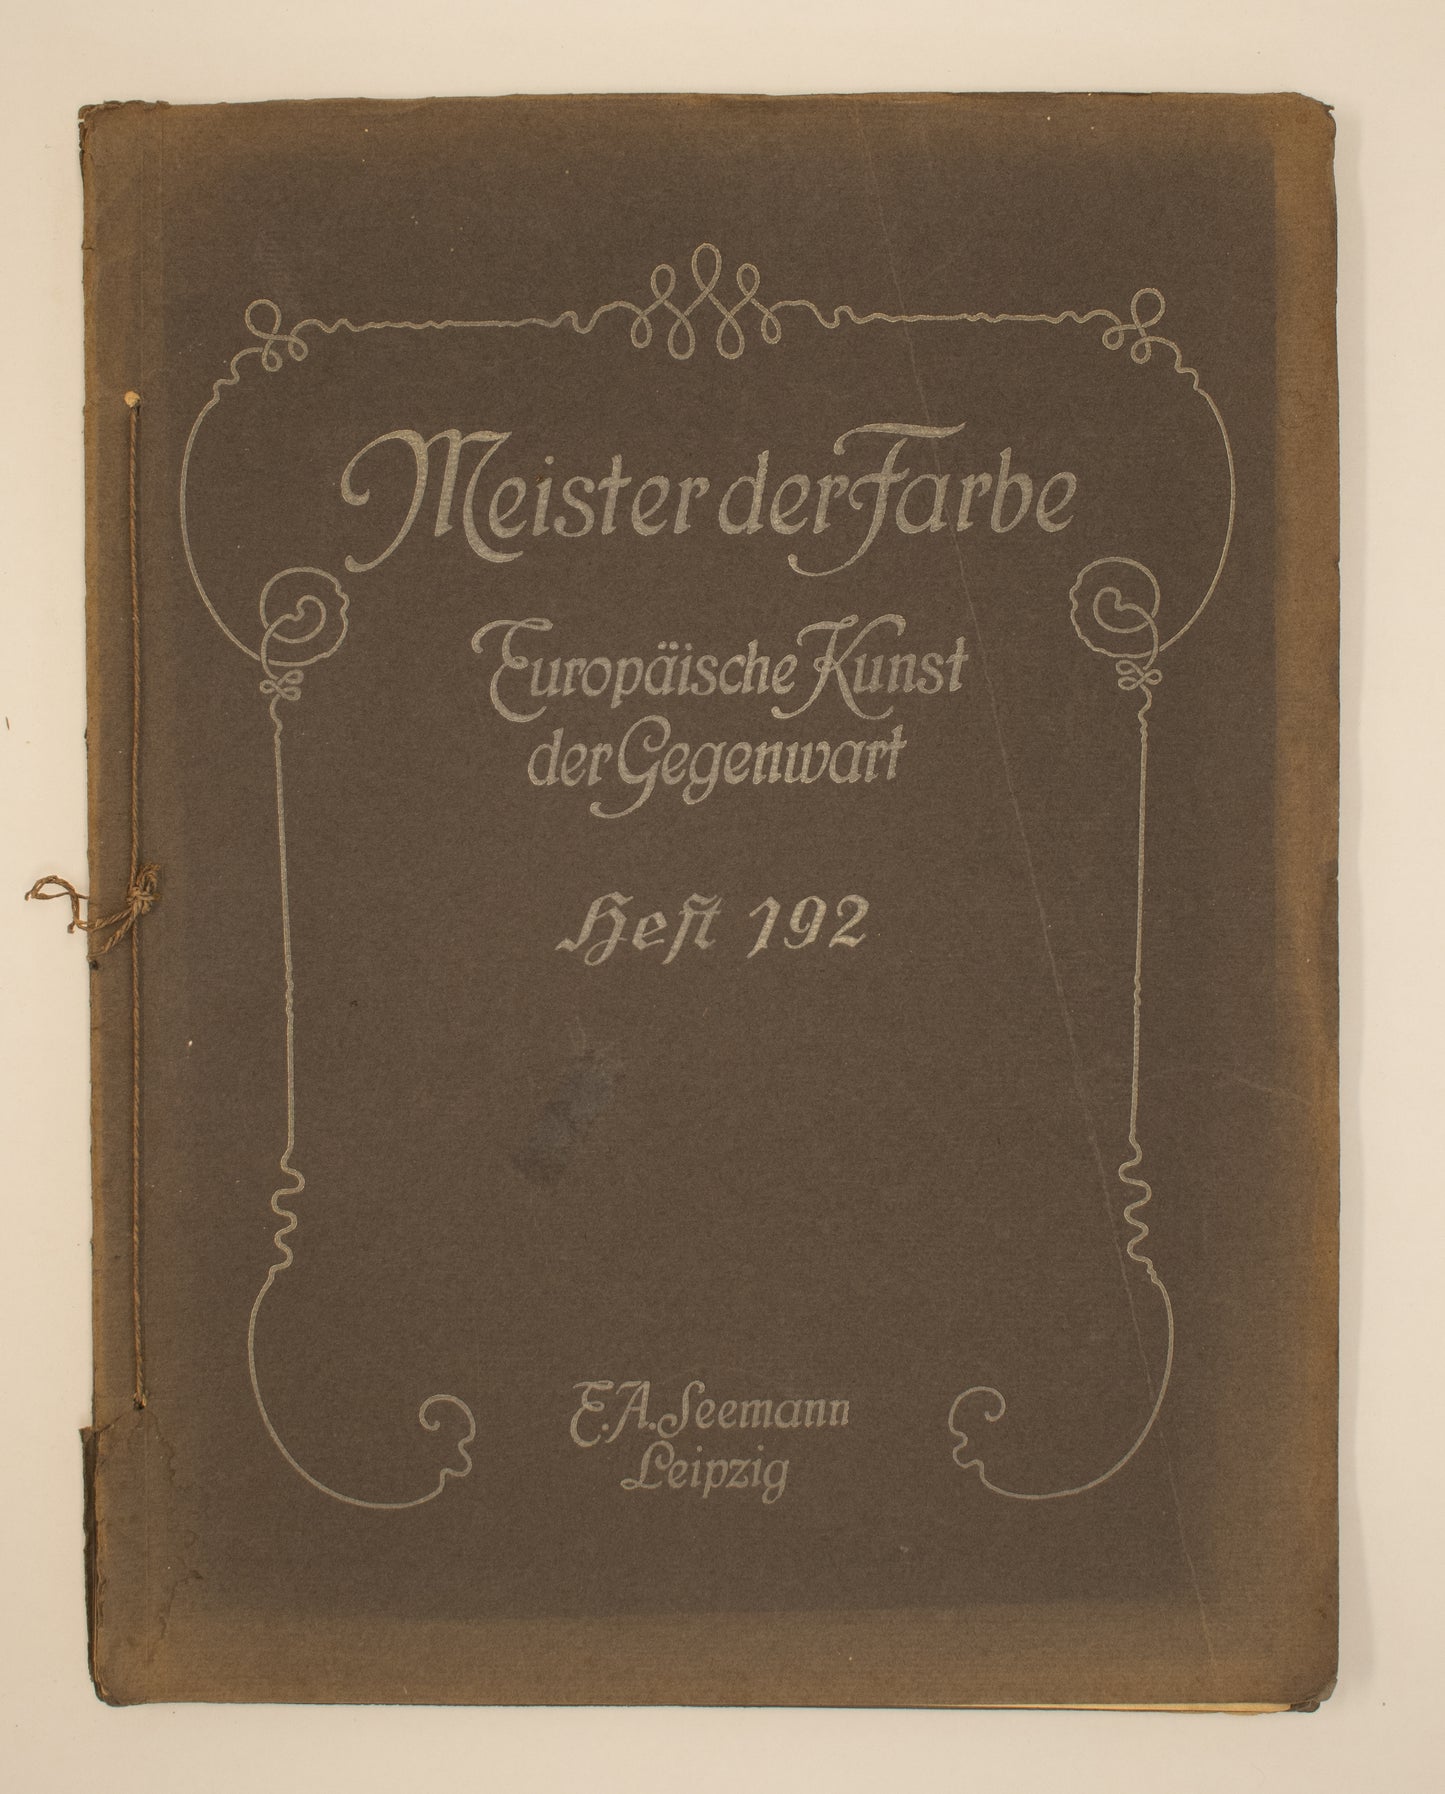 Meister der Farbe
Europäische Kunst
der Gegenwart
Heft 192
E. A. Seemann
Leipzig